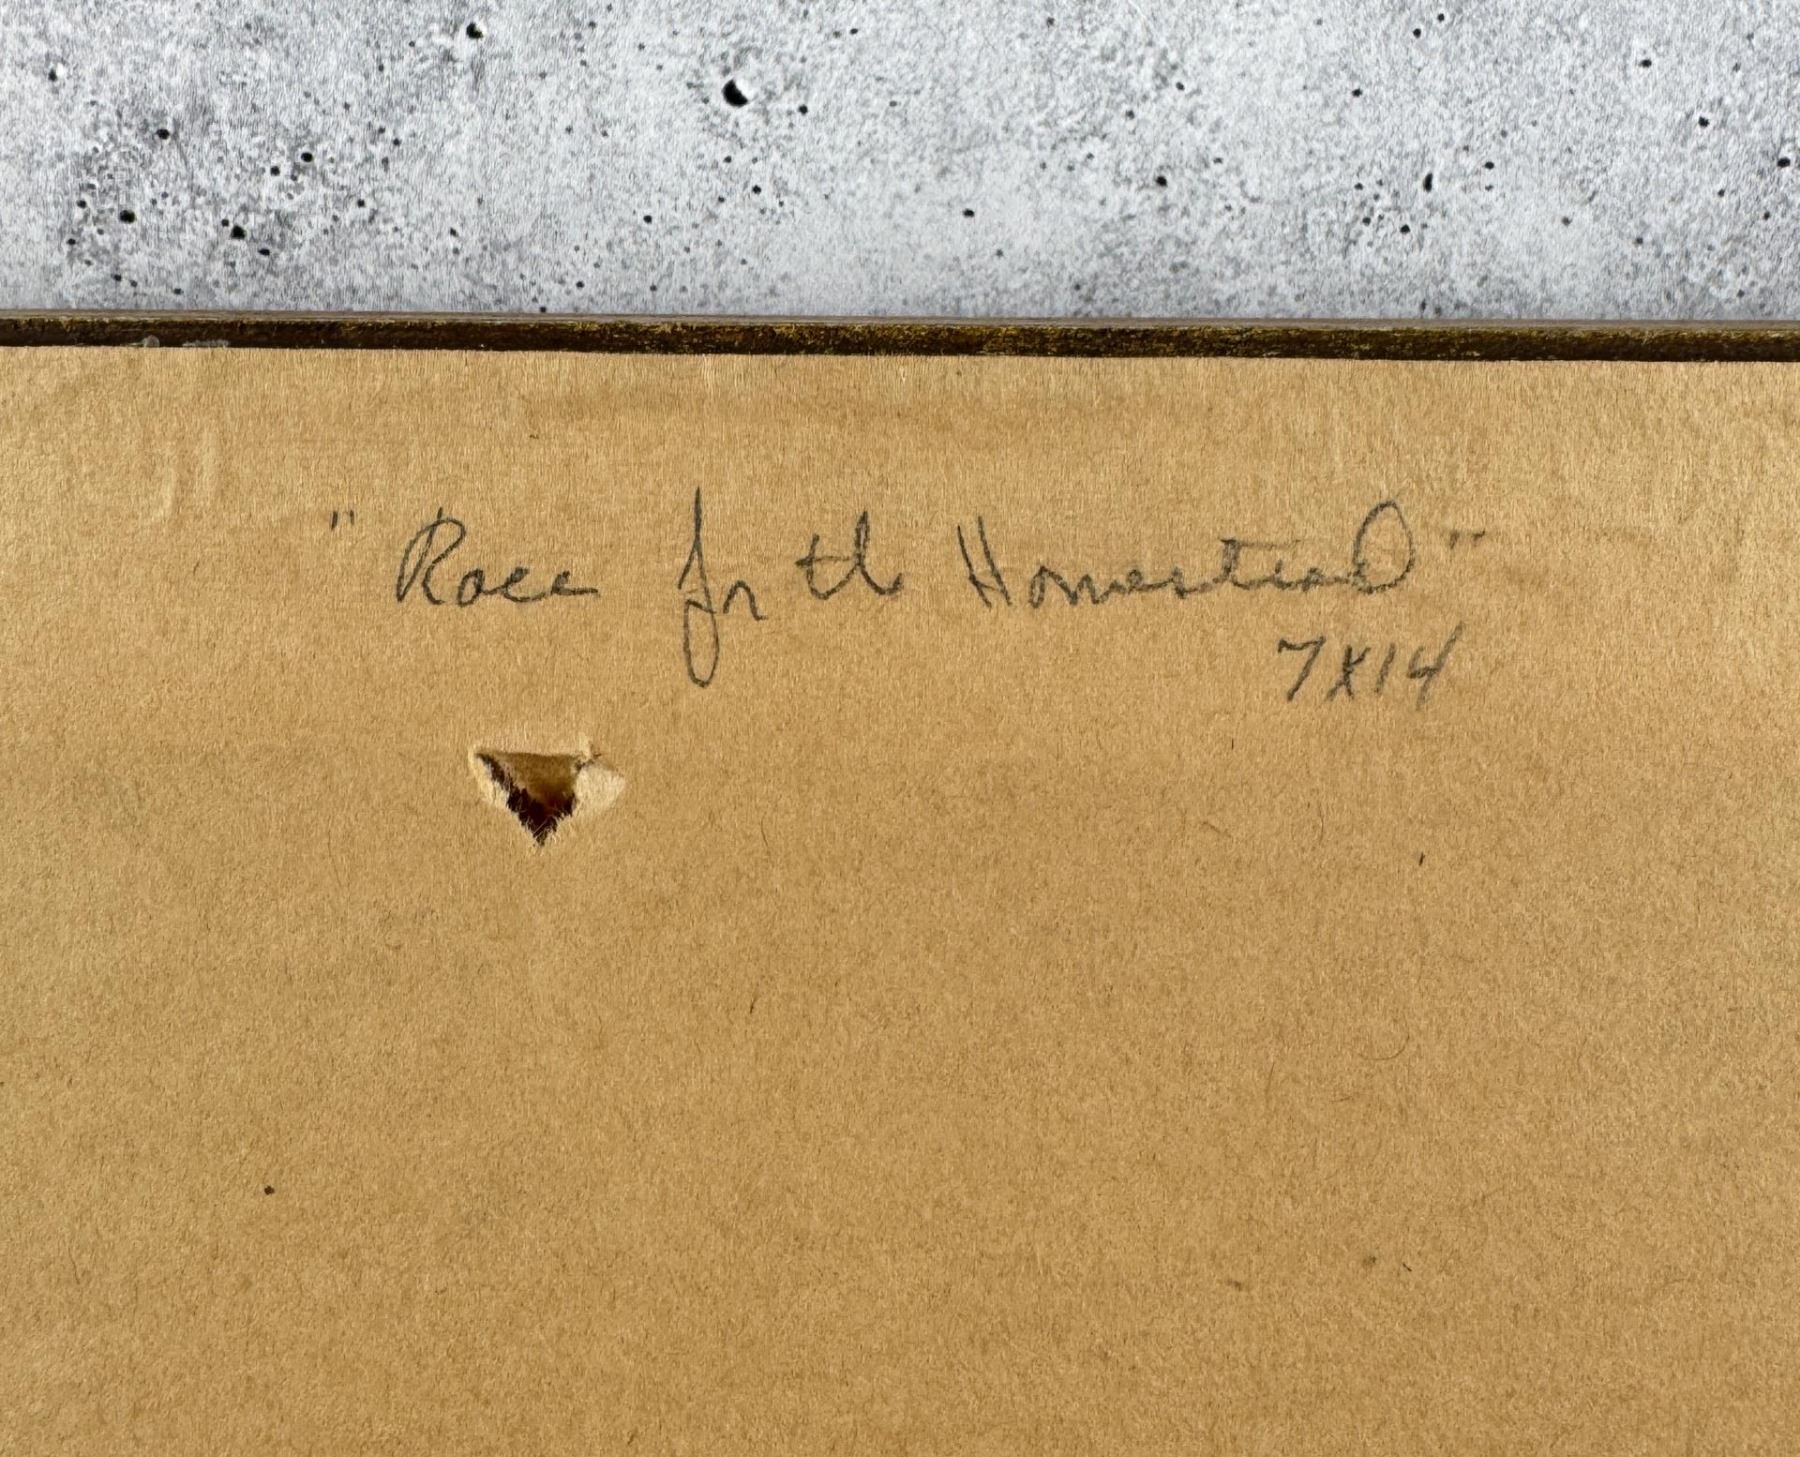 "Race for the Homestead"
7X14